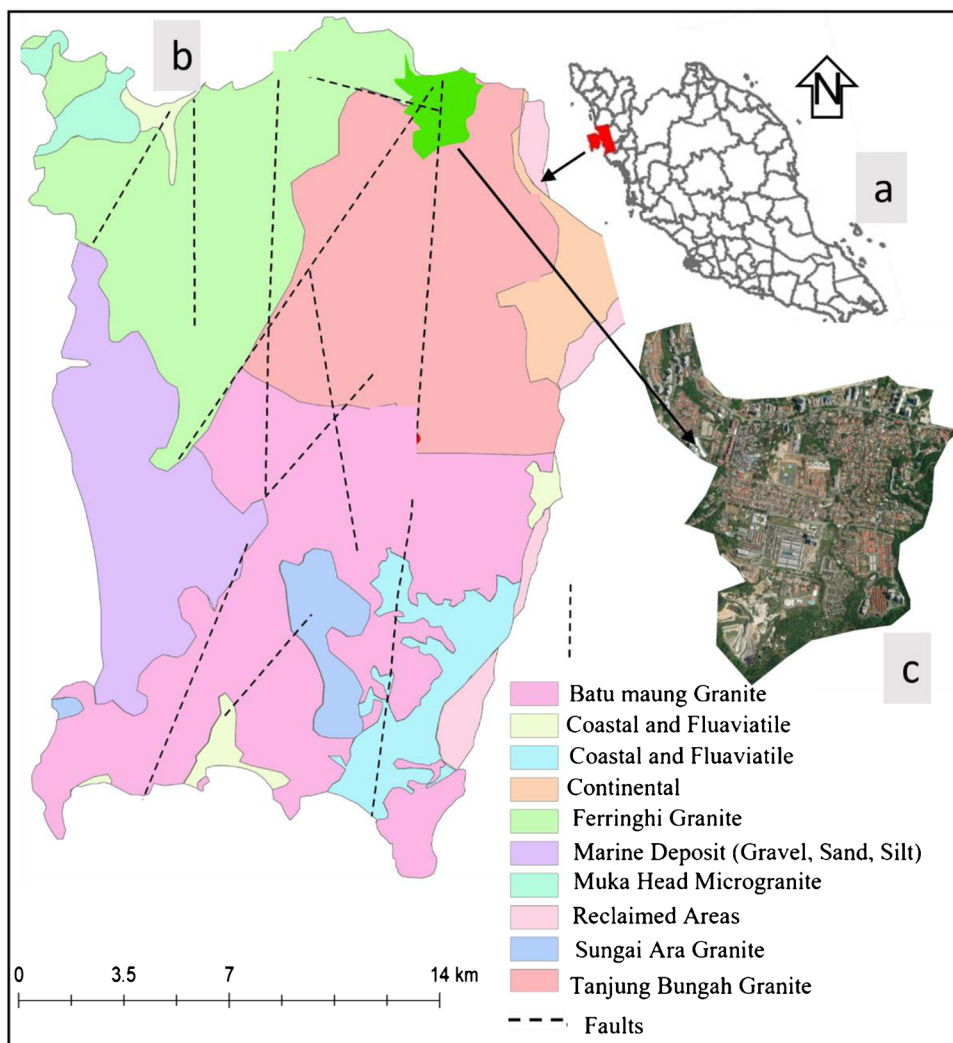 b
N
a
c
Batu maung Granite
Coastal and Fluaviatile
Coastal and Fluaviatile
Continental
Ferringhi Granite
Marine Deposit (Gravel, Sand, Silt)
Muka Head Microgranite
Reclaimed Areas
Sungai Ara Granite
Tanjung Bungah Granite
Faults
0 3.5 7 14 km